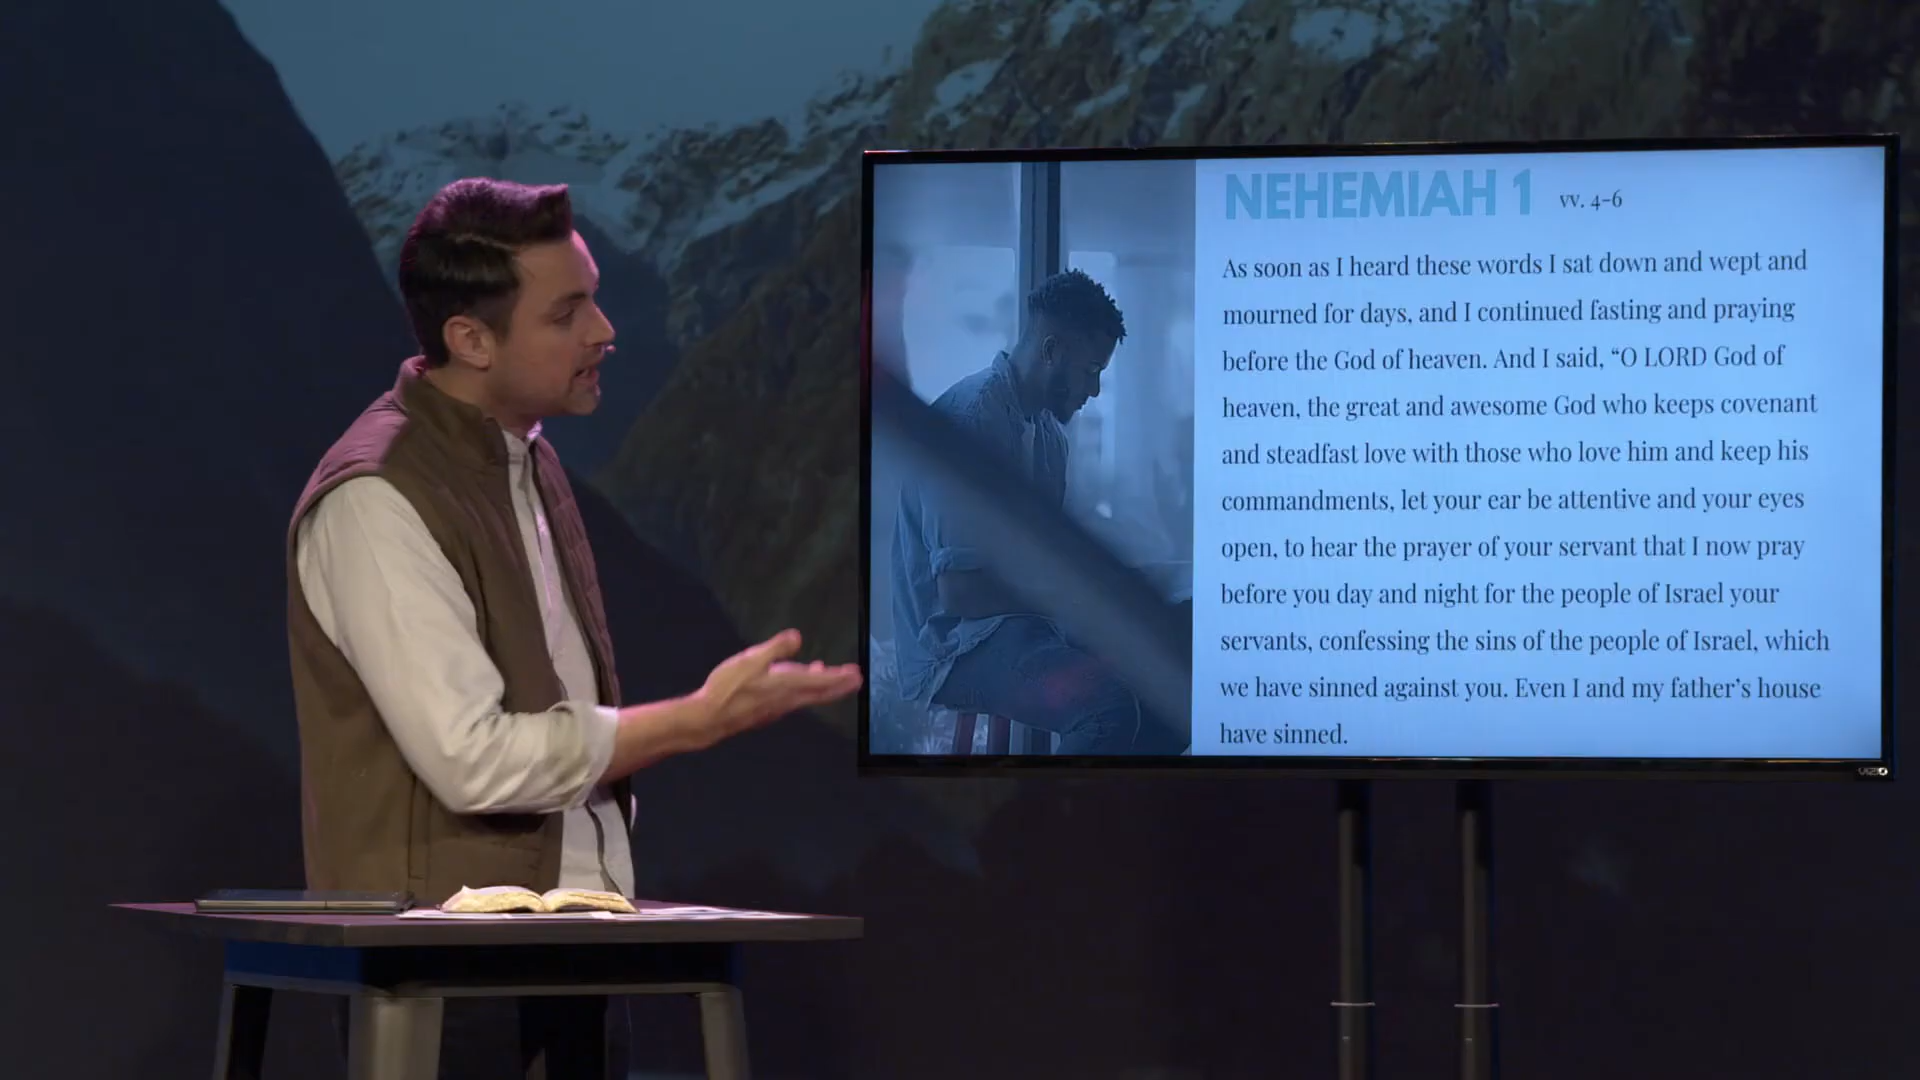 NEHEMIAH 1 vv. 4-6
As soon as I heard these words I sat down and wept and
mourned for days, and I continued fasting and praying
before the God of heaven. And I said, “O LORD God of
heaven, the great and awesome God who keeps covenant
and steadfast love with those who love him and keep his
commandments, let your ear be attentive and your eyes
open, to hear the prayer of your servant that I now pray
before you day and night for the people of Israel your
servants, confessing the sins of the people of Israel, which
we have sinned against you. Even I and my father’s house
have sinned.
VIZIO